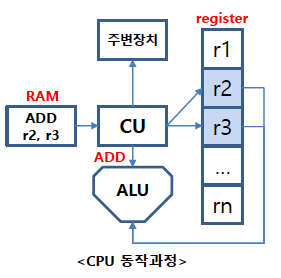 register
주변장치
r1
RAM
r2
ADD
r2, r3
CU
r3
ADD
ALU
...
rn
<CPU 동작과정>